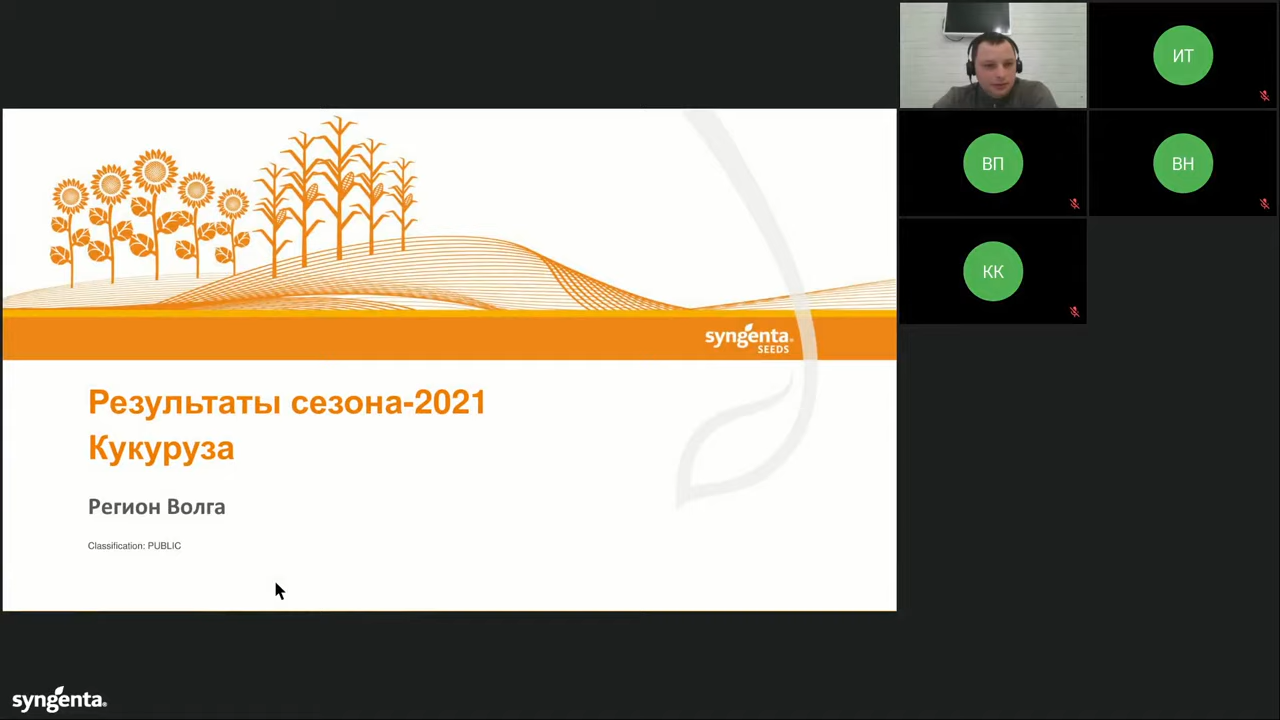 ИТ
ВП
ВН
КК
syngenta
SEEDS
Результаты сезона-2021
Кукуруза
Регион Волга
Classification: PUBLIC
syngenta